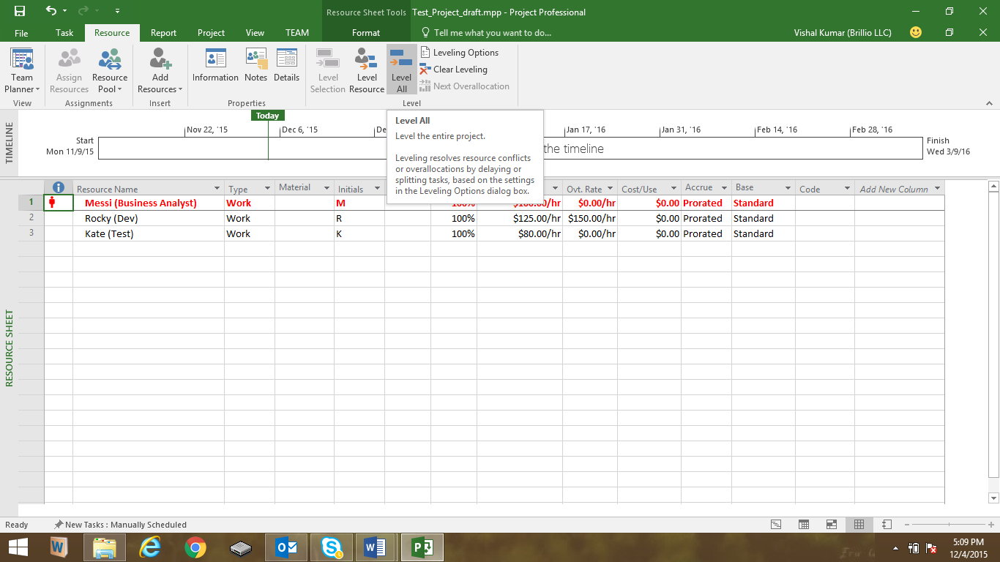 Resource Sheet Tools Test_Project_draft.mpp - Project Professional
File Task Resource Report Project View TEAM Format Tell me what you want to do... Vishal Kumar (Brillio LLC)
Team Planner Assign Resources Resource Pool Add Resources Information Notes Details Level Selection Level Resource Level All
Leveling Options
Clear Leveling
Next Overallocation
View Assignments Insert Properties Level
TIMELINE
Today
Nov 22, '15 Dec 6, '15 De Jan 17, '16 Jan 31, '16 Feb 14, '16 Feb 28, '16
Start
Mon 11/9/15
the timeline
Finish
Wed 3/9/16
Level All
Level the entire project.
Leveling resolves resource conflicts
or overallocations by delaying or
splitting tasks, based on the settings
in the Leveling Options dialog box.
RESOURCE SHEET
Resource Name Type Material Initials Ovt. Rate Cost/Use Accrue Base Code Add New Column
1 Messi (Business Analyst) Work M $0.00/hr $0.00 Prorated Standard
2 Rocky (Dev) Work R 100% $125.00/hr $150.00/hr $0.00 Prorated Standard
3 Kate (Test) Work K 100% $80.00/hr $0.00/hr $0.00 Prorated Standard
Ready New Tasks : Manually Scheduled
5:09 PM
12/4/2015